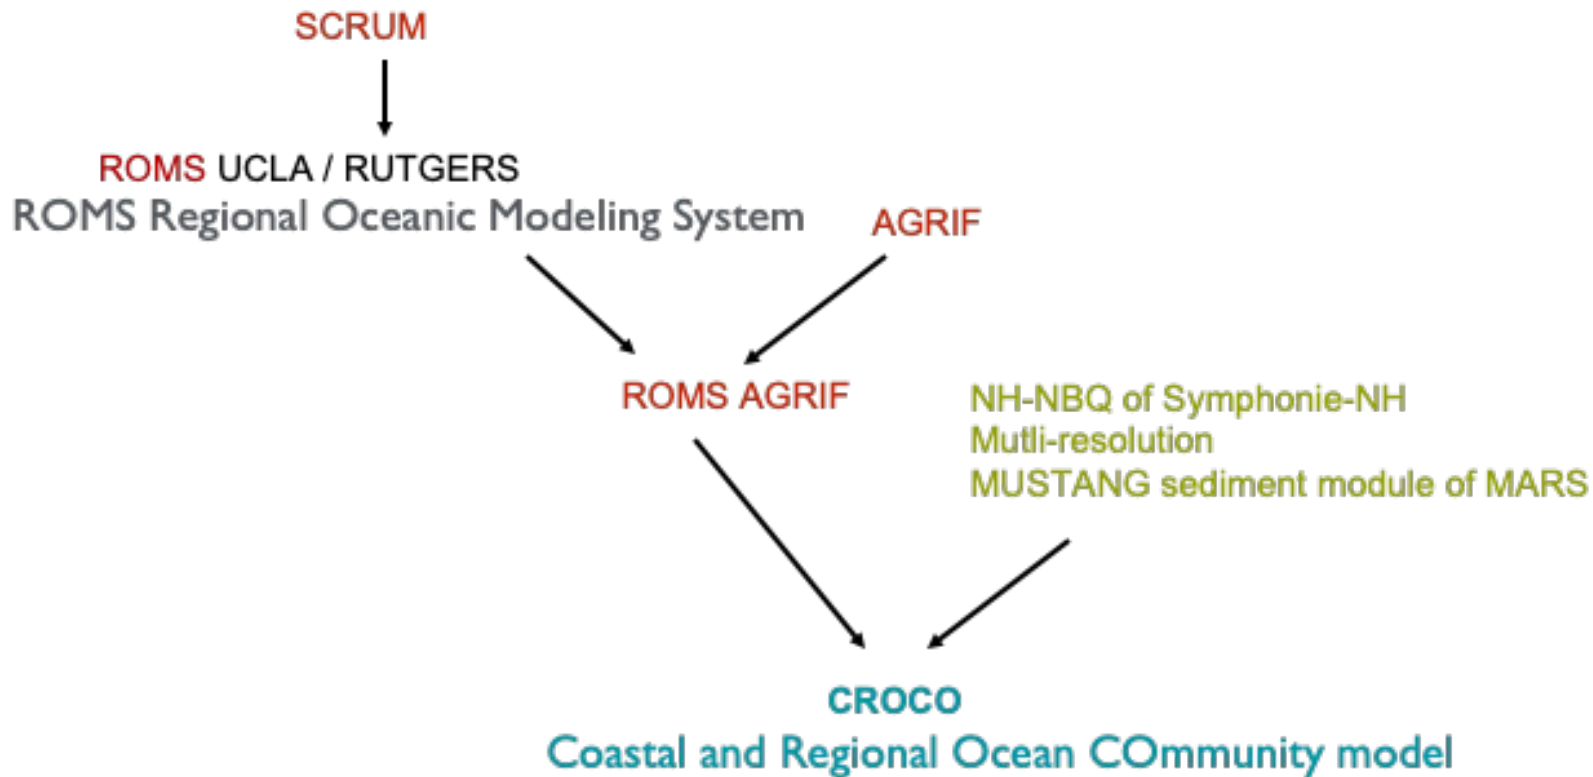 SCRUM
ROMS UCLA / RUTGERS
ROMS Regional Oceanic Modeling System
AGRIF
ROMS AGRIF
NH-NBQ of Symphonie-NH
Mutli-resolution
MUSTANG sediment module of MARS
CROCO
Coastal and Regional Ocean COmmunity model